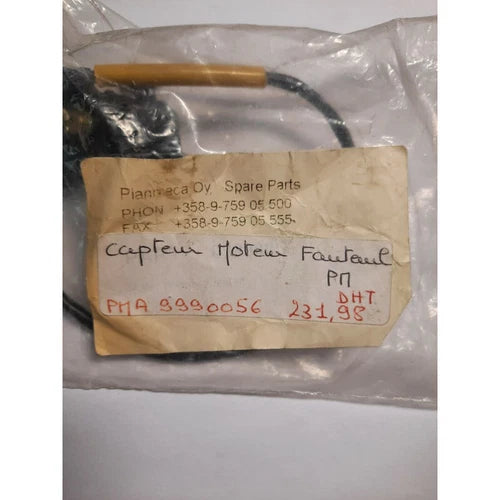 Planmeca Oy, Spare Parts
PHON +358-9-759 05 500
FAX +358-9-759 05 555
Capteur Moteur Fauteuil
PM
DHT
PMA 9990056 231,98